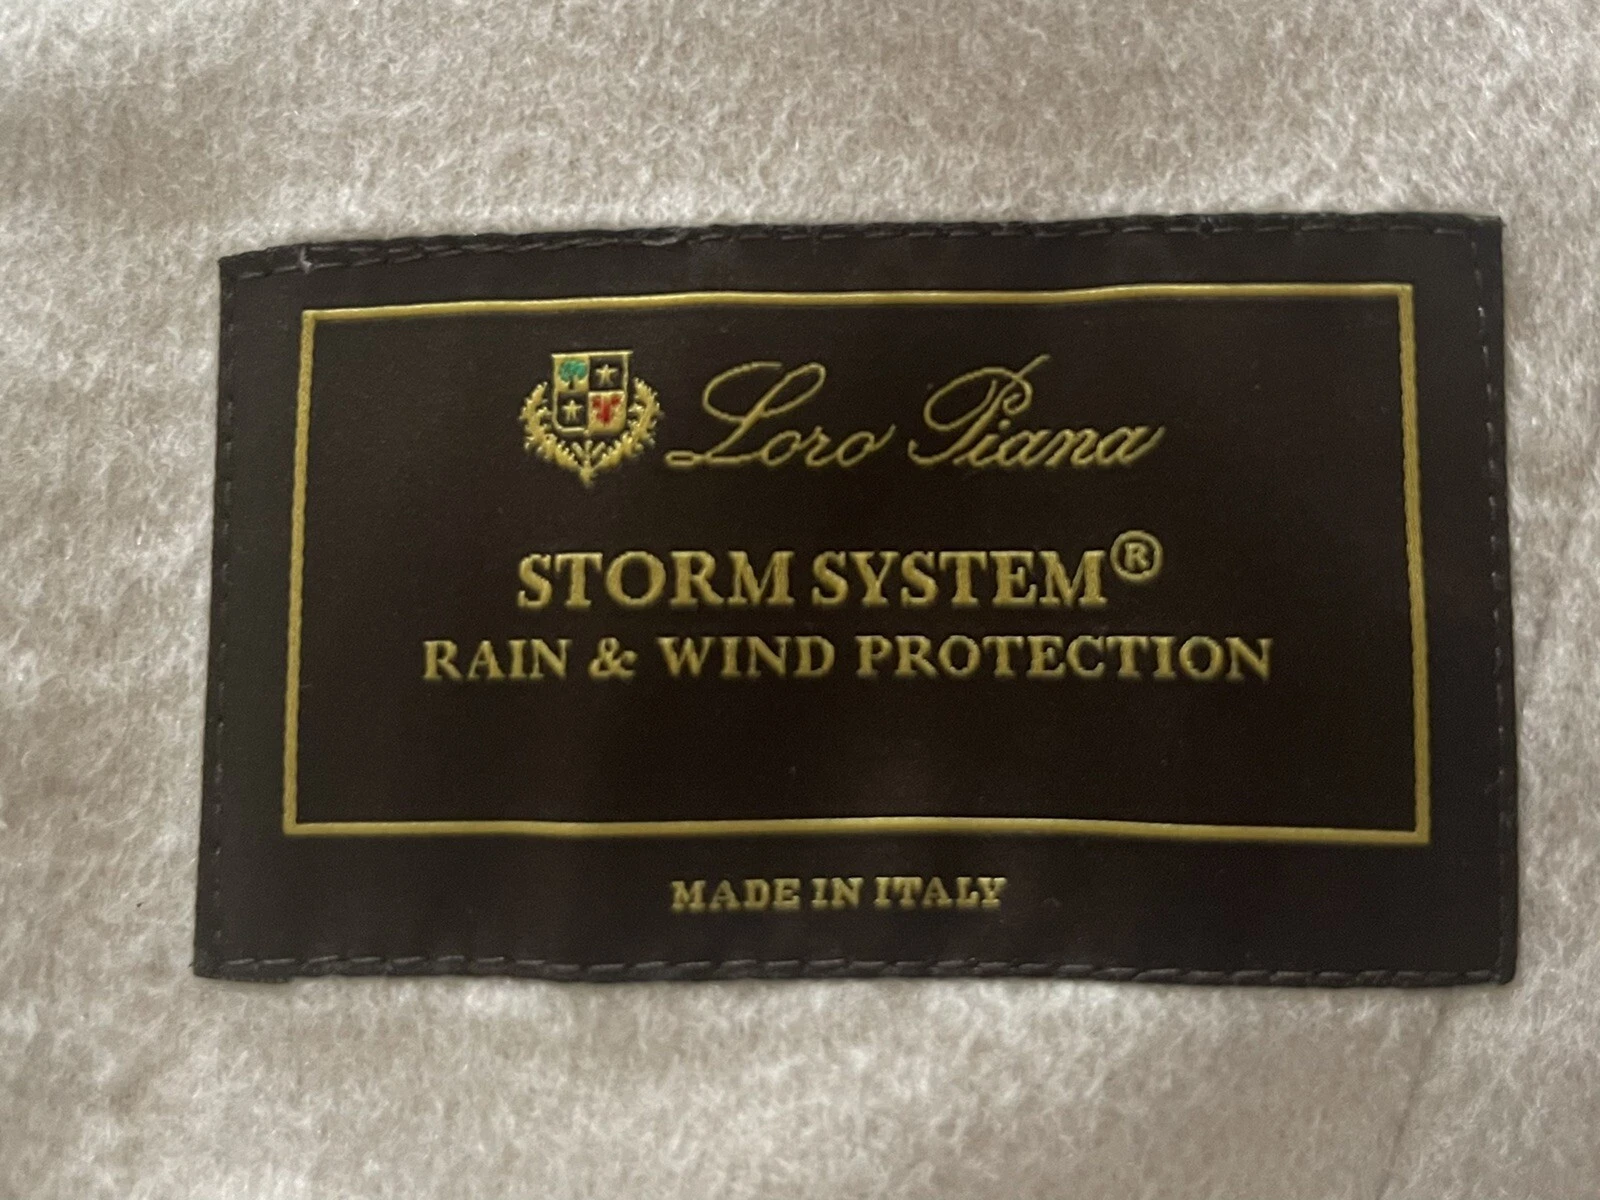 Loro Piana
STORM SYSTEM®
RAIN & WIND PROTECTION
MADE IN ITALY